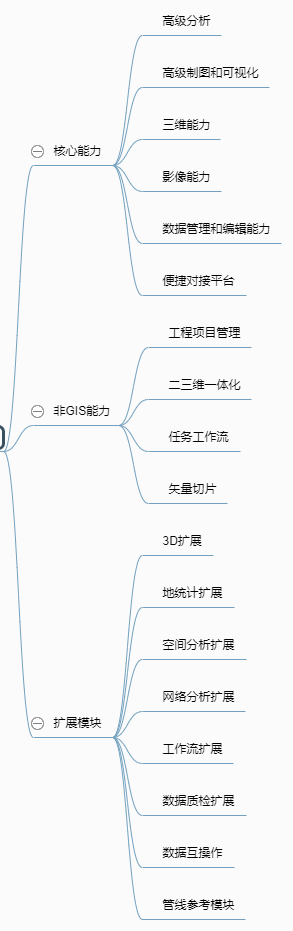 高级分析
高级制图和可视化
三维能力
核心能力
影像能力
数据管理和编辑能力
便捷对接平台
工程项目管理
二三维一体化
非GIS能力
任务工作流
矢量切片
3D扩展
地统计扩展
空间分析扩展
网络分析扩展
扩展模块
工作流扩展
数据质检扩展
数据互操作
管线参考模块